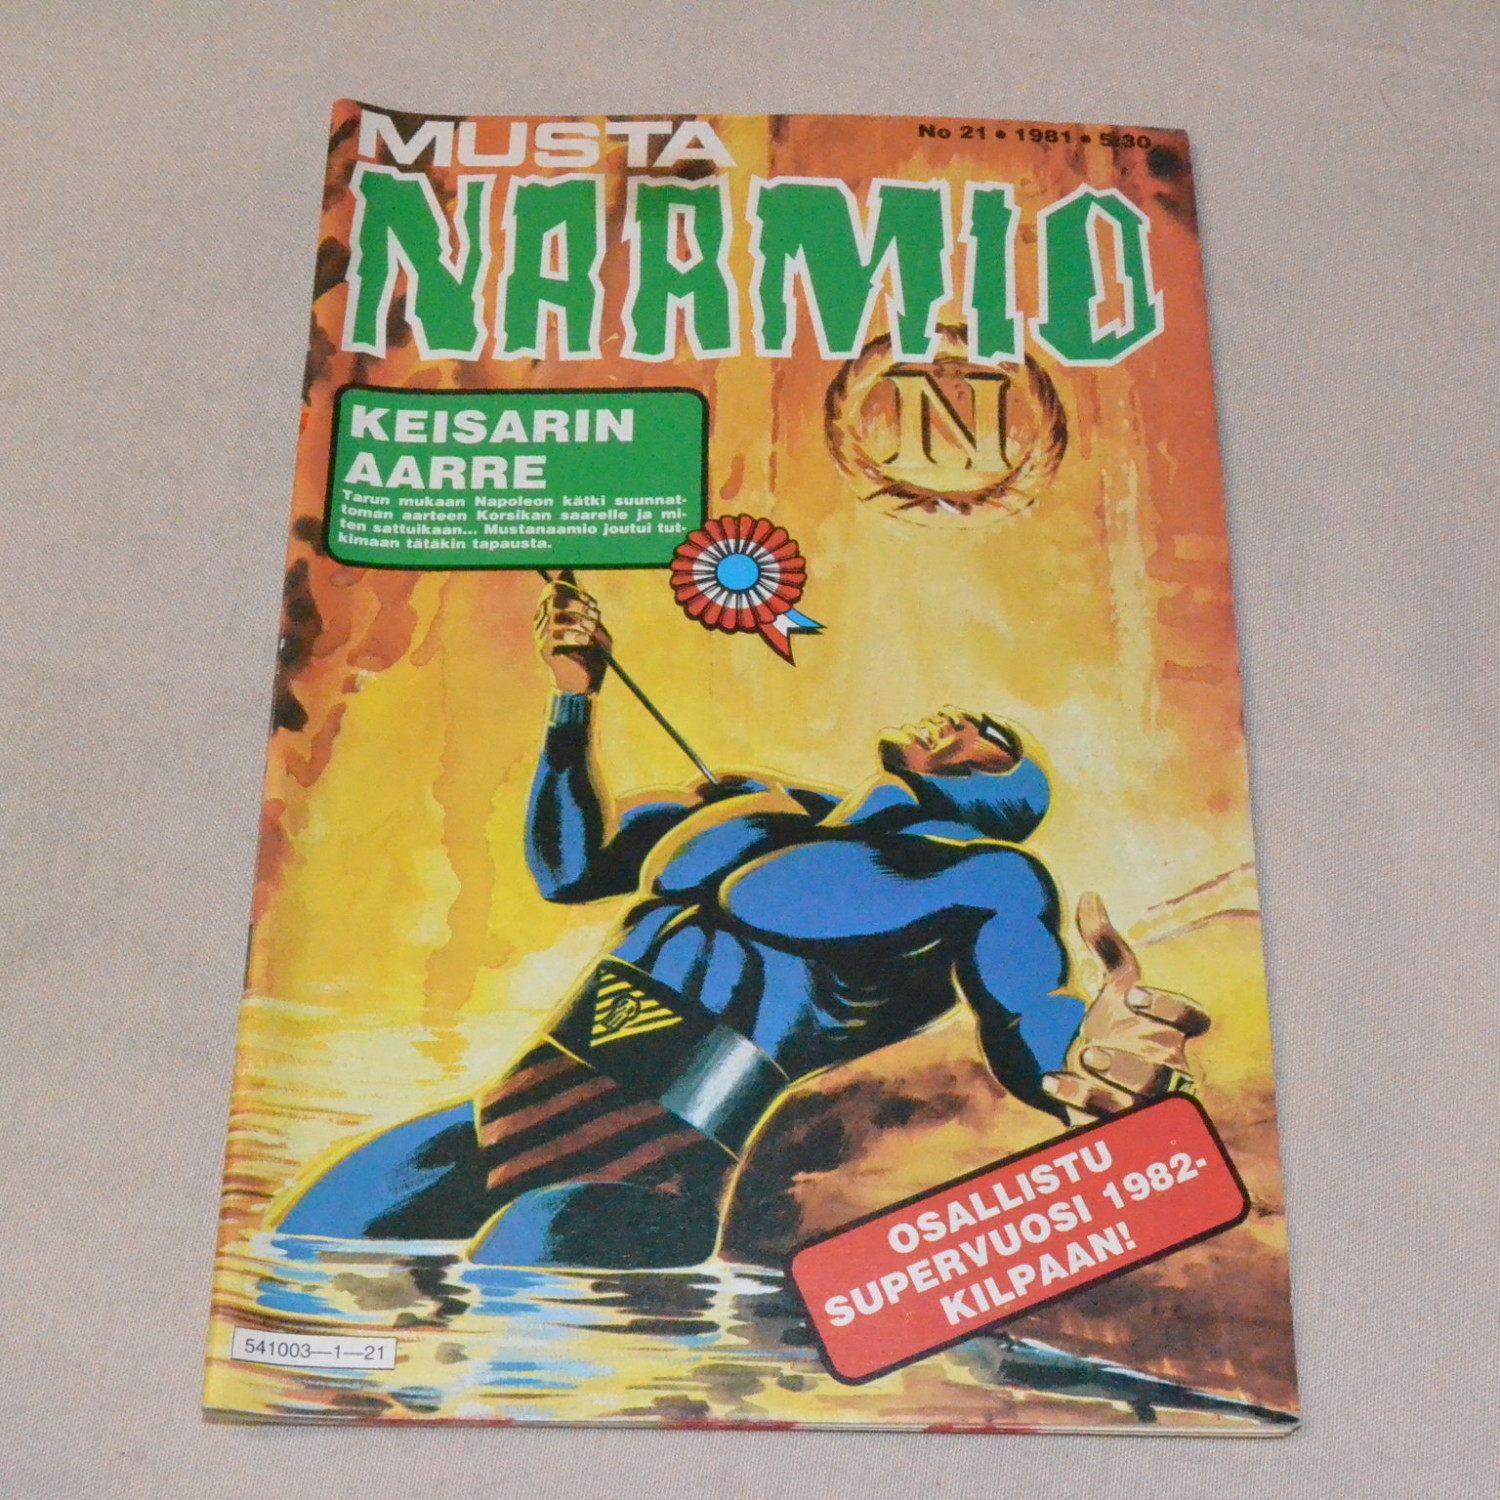 MUSTA
No 21 • 1981 • 5:30
NAAMIO
N
KEISARIN
AARRE
Tarun mukaan Napoleon kätki suunnat-
toman aarteen Korsikan saarelle ja mi-
ten sattuikaan... Mustanaamio joutui tut-
kimaan tätäkin tapausta.
OSALLISTU
SUPERVUOSI 1982-
KILPAAN!
541003—1—21